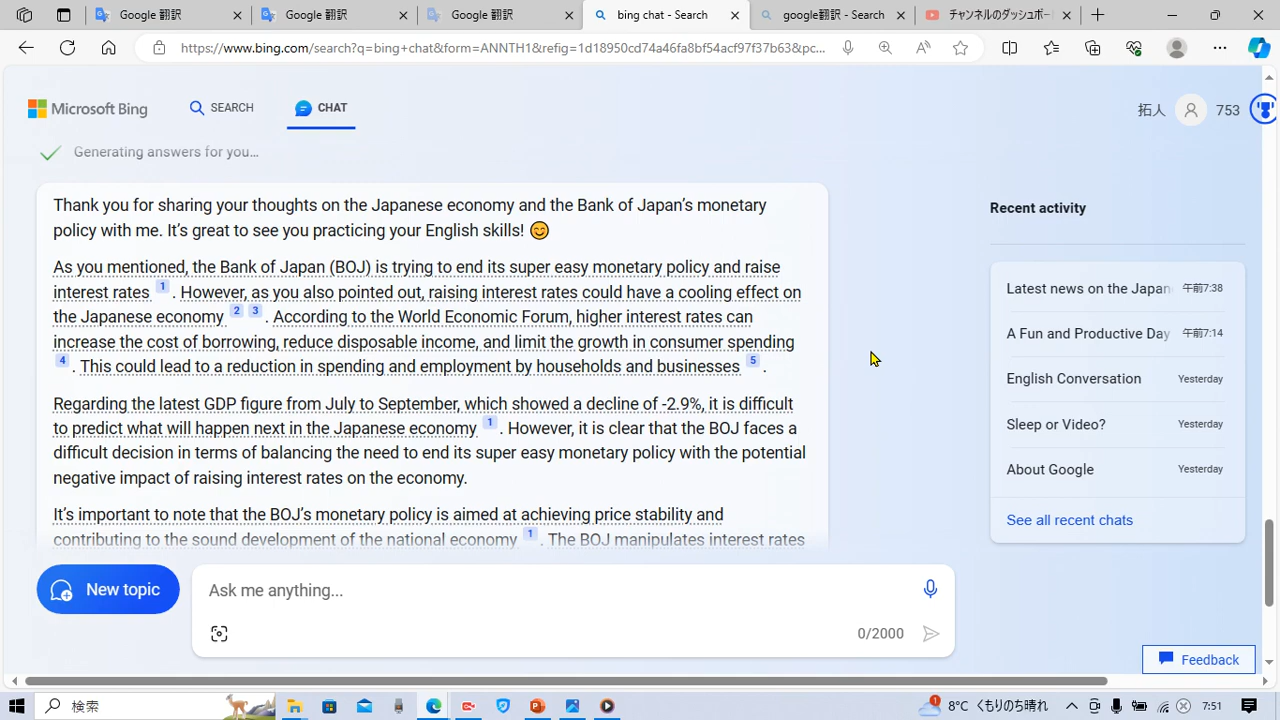 Google 翻訳
Google 翻訳
Google 翻訳
bing chat - Search
google翻訳 - Search
チャンネルのダッシュボー
https://www.bing.com/search?q=bing+chat&form=ANNTH1&refig=1d18950cd74a46fa8bf54acf97f37b63&pc...
Microsoft Bing
SEARCH
CHAT
拓人
753
Generating answers for you...
Thank you for sharing your thoughts on the Japanese economy and the Bank of Japan's monetary
policy with me. It's great to see you practicing your English skills! 😊
As you mentioned, the Bank of Japan (BOJ) is trying to end its super easy monetary policy and raise
interest rates 1 . However, as you also pointed out, raising interest rates could have a cooling effect on
the Japanese economy 2 3 . According to the World Economic Forum, higher interest rates can
increase the cost of borrowing, reduce disposable income, and limit the growth in consumer spending
4 . This could lead to a reduction in spending and employment by households and businesses 5 .
Regarding the latest GDP figure from July to September, which showed a decline of -2.9%, it is difficult
to predict what will happen next in the Japanese economy 1 . However, it is clear that the BOJ faces a
difficult decision in terms of balancing the need to end its super easy monetary policy with the potential
negative impact of raising interest rates on the economy.
It's important to note that the BOJ's monetary policy is aimed at achieving price stability and
contributing to the sound development of the national economy 1 . The BOJ manipulates interest rates
Recent activity
Latest news on the Japan 午前7:38
A Fun and Productive Day 午前7:14
English Conversation Yesterday
Sleep or Video? Yesterday
About Google Yesterday
See all recent chats
New topic
Ask me anything...
0/2000
Feedback
検索
1
8°C くもりのち晴れ
7:51